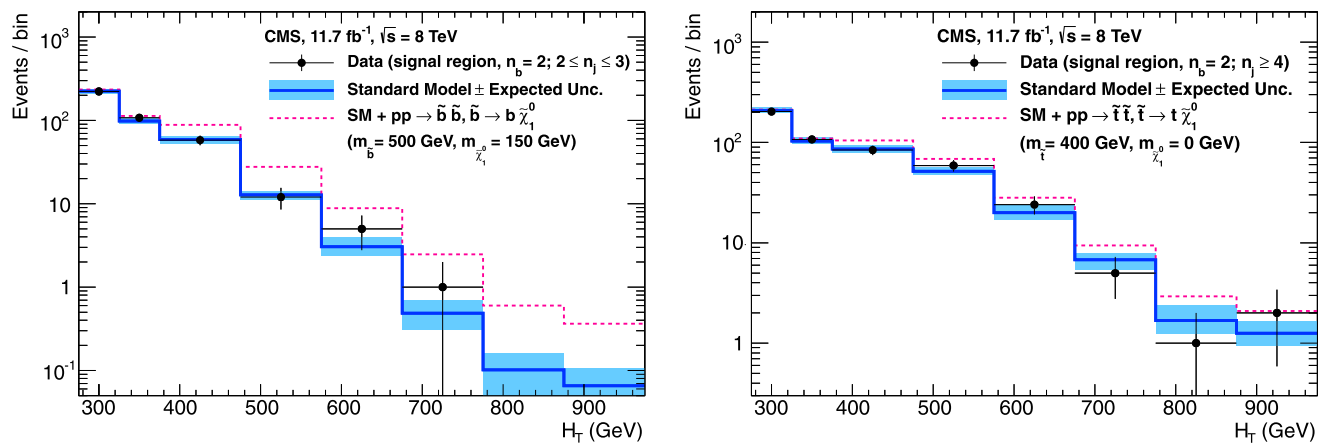 CMS, 11.7 fb⁻¹, √s = 8 TeV
Data (signal region, n_b = 2; 2 ≤ n_j ≤ 3)
Standard Model ± Expected Unc.
SM + pp → b̃ b̃, b̃ → b χ̃₁⁰
(m_b̃ = 500 GeV, m_χ̃₁⁰ = 150 GeV)
Events / bin
10³
10²
10
1
10⁻¹
300 400 500 600 700 800 900
H_T (GeV)
CMS, 11.7 fb⁻¹, √s = 8 TeV
Data (signal region, n_b = 2; n_j ≥ 4)
Standard Model ± Expected Unc.
SM + pp → t̃ t̃, t̃ → t χ̃₁⁰
(m_t̃ = 400 GeV, m_χ̃₁⁰ = 0 GeV)
Events / bin
10³
10²
10
1
300 400 500 600 700 800 900
H_T (GeV)